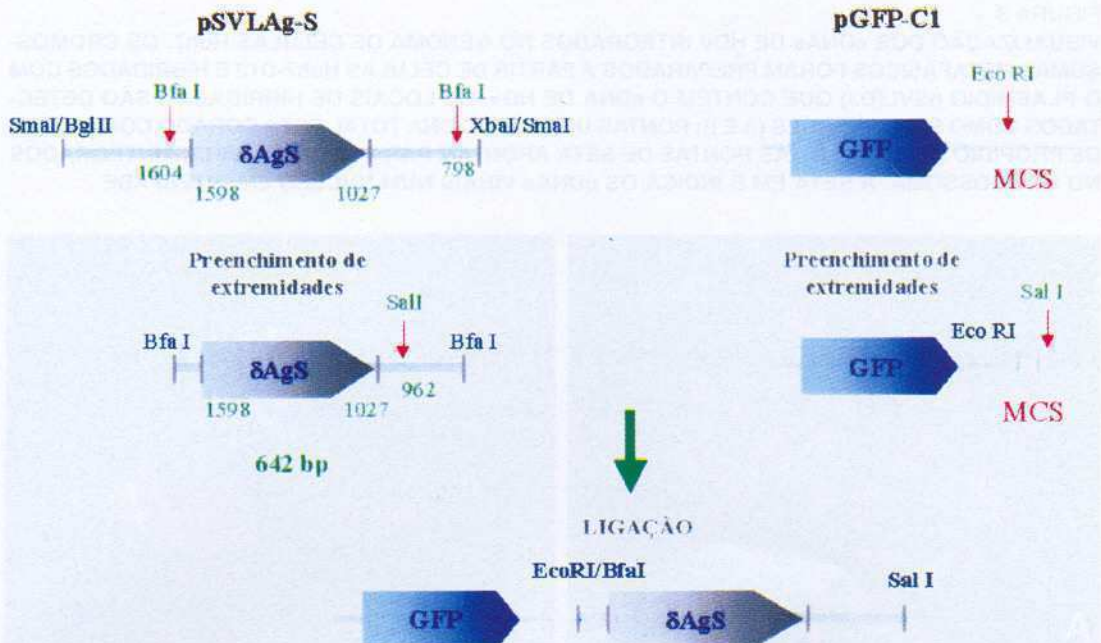 pSVLAg-S
pGFP-C1
Bfa I
Bfa I
SmaI/BglII
XbaI/SmaI
δAgS
1604
1598
1027
798
Eco RI
GFP
MCS
Preenchimento de
extremidades
SalI
Bfa I
Bfa I
δAgS
1598
1027
962
642 bp
Preenchimento de
extremidades
Sal I
Eco RI
GFP
MCS
LIGAÇÃO
EcoRI/BfaI
Sal I
GFP
δAgS